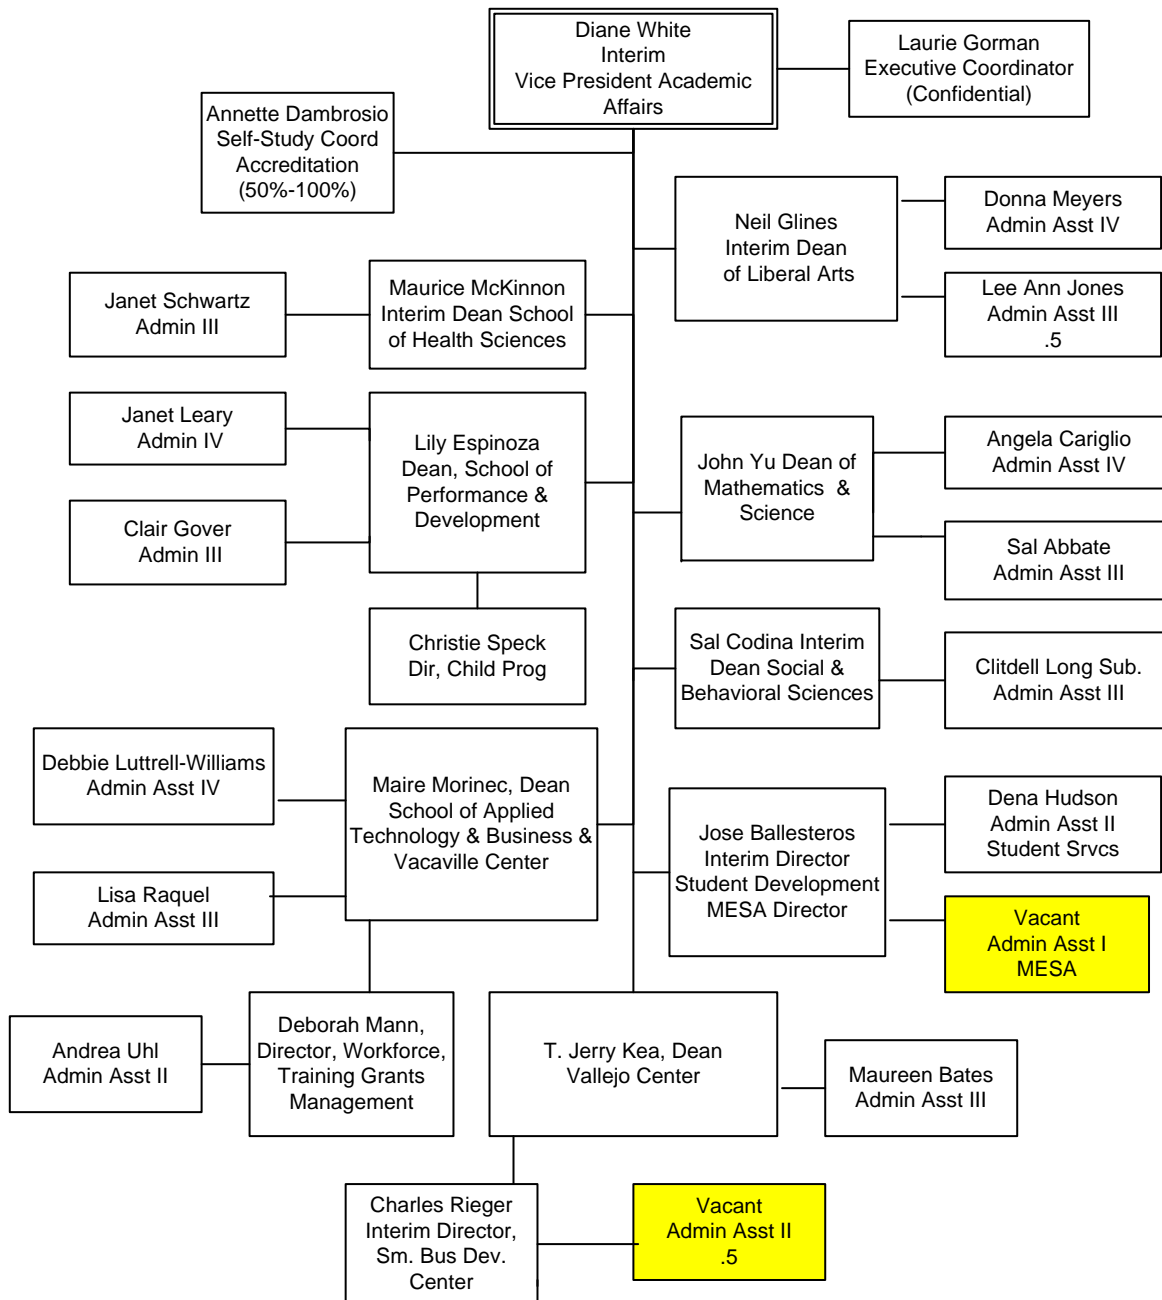 Diane White
Interim
Vice President Academic
Affairs
Laurie Gorman
Executive Coordinator
(Confidential)
Annette Dambrosio
Self-Study Coord
Accreditation
(50%-100%)
Neil Glines
Interim Dean
of Liberal Arts
Donna Meyers
Admin Asst IV
Lee Ann Jones
Admin Asst III
.5
Janet Schwartz
Admin III
Maurice McKinnon
Interim Dean School
of Health Sciences
Janet Leary
Admin IV
Lily Espinoza
Dean, School of
Performance &
Development
Clair Gover
Admin III
Christie Speck
Dir, Child Prog
John Yu Dean of
Mathematics &
Science
Angela Cariglio
Admin Asst IV
Sal Abbate
Admin Asst III
Sal Codina Interim
Dean Social &
Behavioral Sciences
Clitdell Long Sub.
Admin Asst III
Debbie Luttrell-Williams
Admin Asst IV
Maire Morinec, Dean
School of Applied
Technology & Business &
Vacaville Center
Lisa Raquel
Admin Asst III
Jose Ballesteros
Interim Director
Student Development
MESA Director
Dena Hudson
Admin Asst II
Student Srvcs
Vacant
Admin Asst I
MESA
Andrea Uhl
Admin Asst II
Deborah Mann,
Director, Workforce,
Training Grants
Management
T. Jerry Kea, Dean
Vallejo Center
Maureen Bates
Admin Asst III
Charles Rieger
Interim Director,
Sm. Bus Dev.
Center
Vacant
Admin Asst II
.5